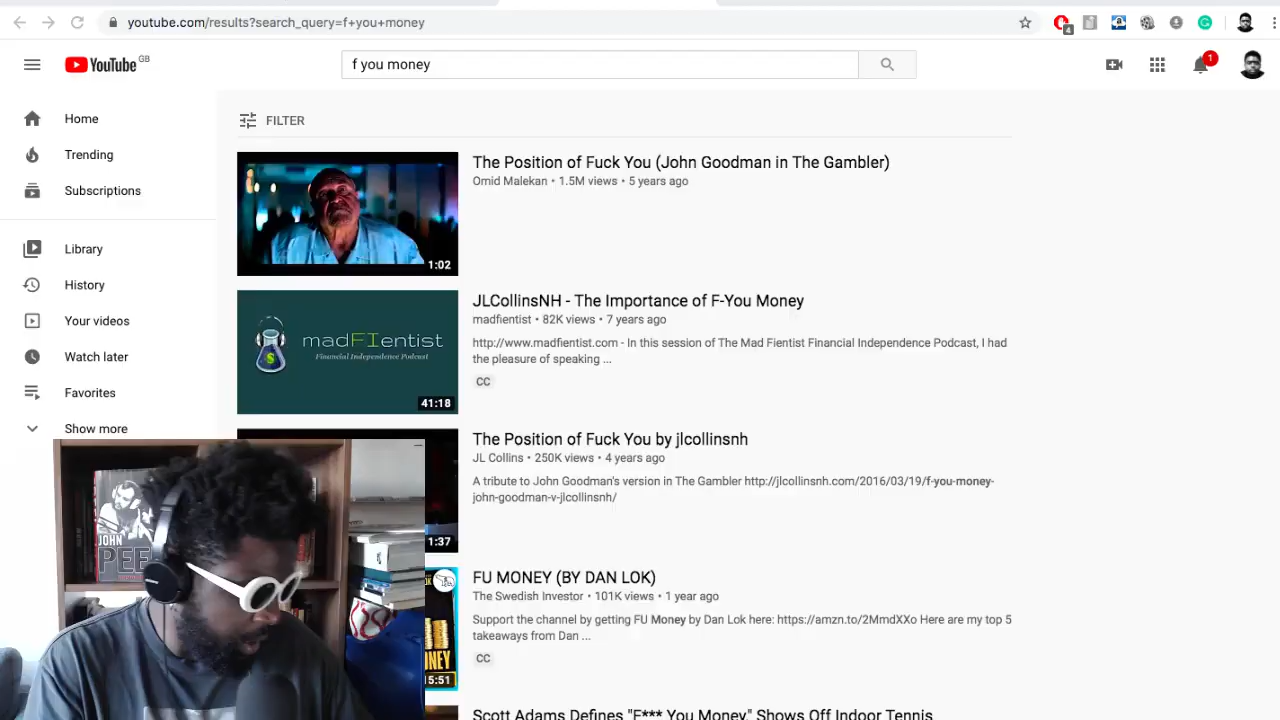 youtube.com/results?search_query=f+you+money
4
YouTube GB
f you money
1
Home
Trending
Subscriptions
Library
History
Your videos
Watch later
Favorites
Show more
FILTER
The Position of Fuck You (John Goodman in The Gambler)
Omid Malekan • 1.5M views • 5 years ago
1:02
JLCollinsNH - The Importance of F-You Money
madfientist • 82K views • 7 years ago
http://www.madfientist.com - In this session of The Mad Fientist Financial Independence Podcast, I had
the pleasure of speaking ...
CC
madFIentist
Financial Independence Podcast
41:18
The Position of Fuck You by jlcollinsnh
JL Collins • 250K views • 4 years ago
A tribute to John Goodman's version in The Gambler http://jlcollinsnh.com/2016/03/19/f-you-money-
john-goodman-v-jlcollinsnh/
1:37
FU MONEY (BY DAN LOK)
The Swedish Investor • 101K views • 1 year ago
Support the channel by getting FU Money by Dan Lok here: https://amzn.to/2MmdXXo Here are my top 5
takeaways from Dan ...
CC
LOK
ONEY
15:51
Scott Adams Defines "F*** You Money," Shows Off Indoor Tennis
JOHN
PEE